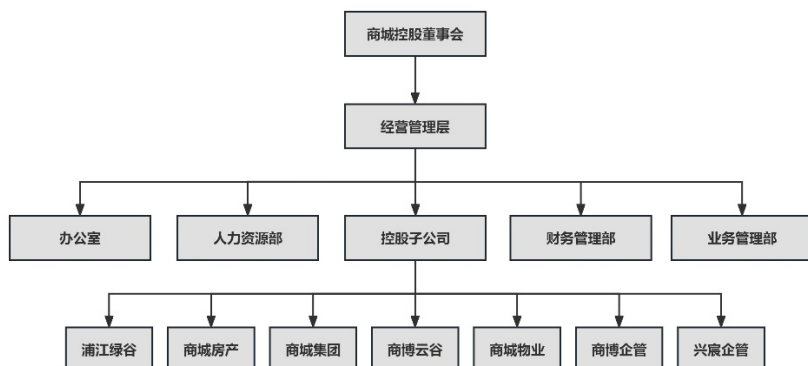 商城控股董事会
经营管理层
办公室
人力资源部
控股子公司
财务管理部
业务管理部
浦江绿谷
商城房产
商城集团
商博云谷
商城物业
商博企管
兴宸企管